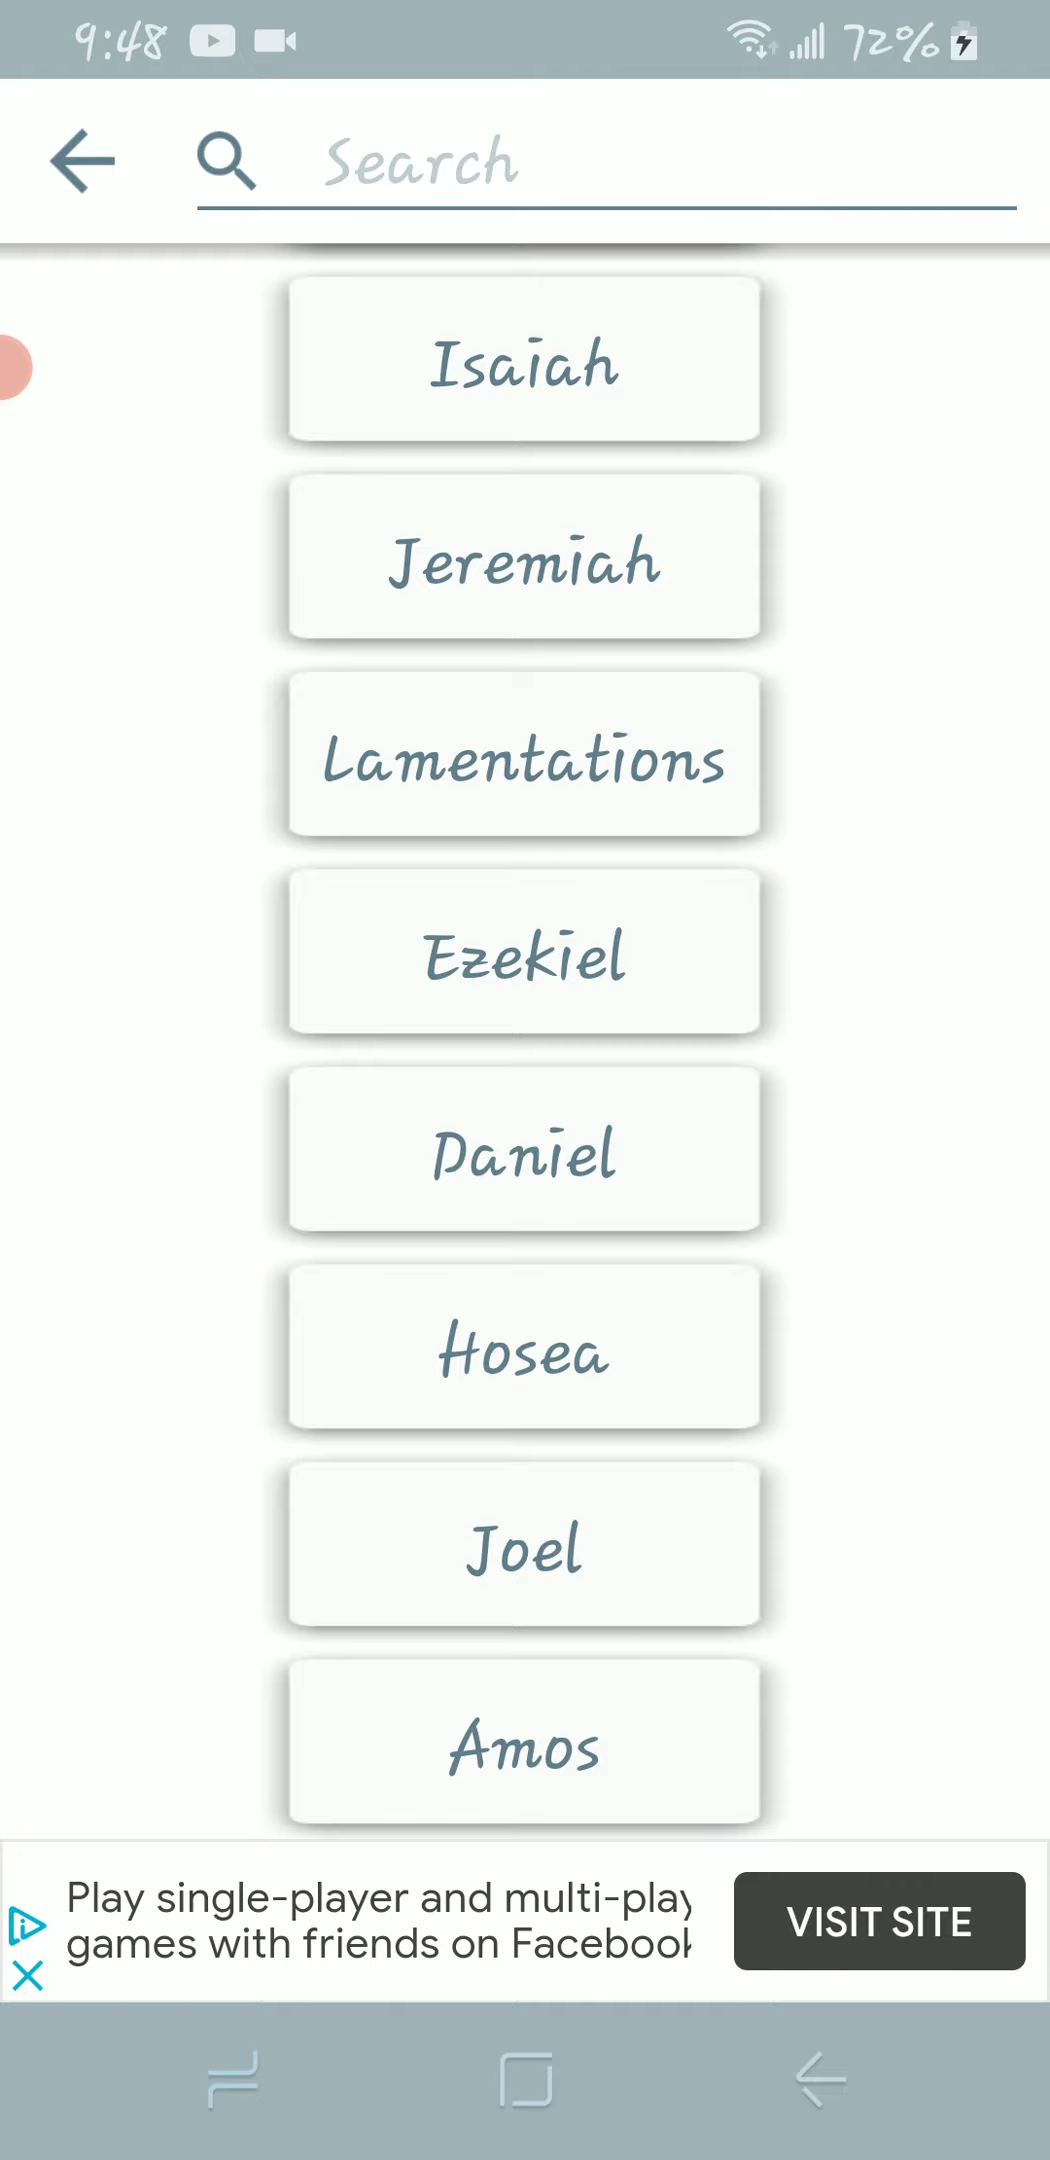 9:48 72%
Search
Isaiah
Jeremiah
Lamentations
Ezekiel
Daniel
Hosea
Joel
Amos
Play single-player and multi-play
games with friends on Facebook
VISIT SITE